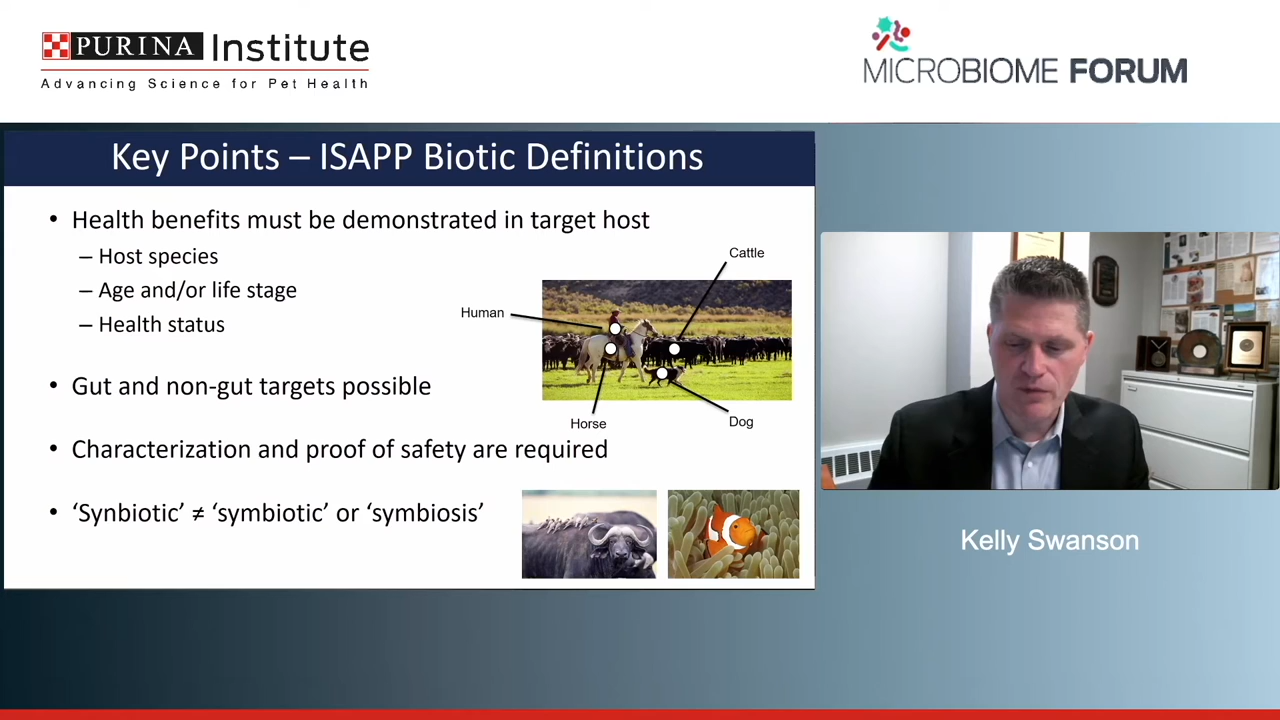 PURINA Institute
Advancing Science for Pet Health
MICROBIOME FORUM
Key Points – ISAPP Biotic Definitions
• Health benefits must be demonstrated in target host
– Host species
– Age and/or life stage
– Health status
Cattle
Human
Horse
Dog
• Gut and non-gut targets possible
• Characterization and proof of safety are required
• ‘Synbiotic’ ≠ ‘symbiotic’ or ‘symbiosis’
Kelly Swanson